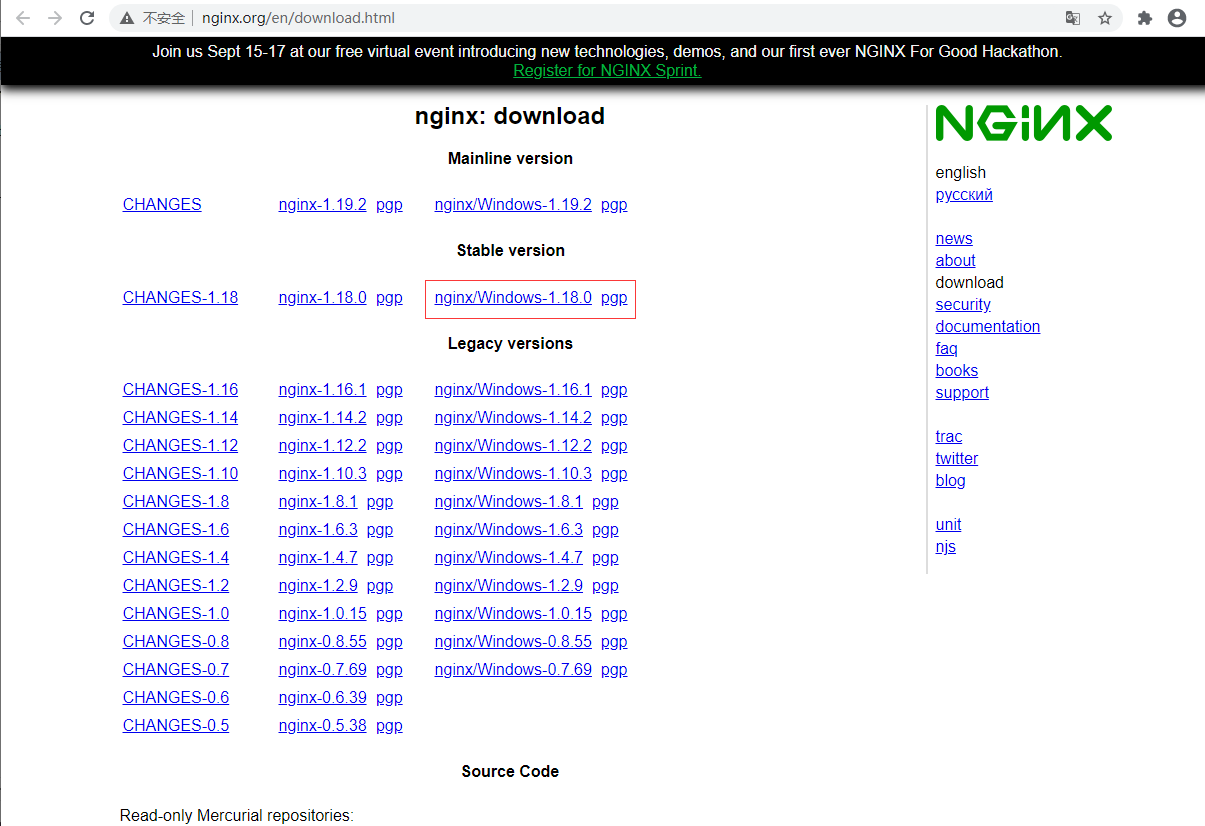 不安全 nginx.org/en/download.html
Join us Sept 15-17 at our free virtual event introducing new technologies, demos, and our first ever NGINX For Good Hackathon.
Register for NGINX Sprint.
nginx: download
Mainline version
CHANGES nginx-1.19.2 pgp nginx/Windows-1.19.2 pgp
Stable version
CHANGES-1.18 nginx-1.18.0 pgp nginx/Windows-1.18.0 pgp
Legacy versions
CHANGES-1.16 nginx-1.16.1 pgp nginx/Windows-1.16.1 pgp
CHANGES-1.14 nginx-1.14.2 pgp nginx/Windows-1.14.2 pgp
CHANGES-1.12 nginx-1.12.2 pgp nginx/Windows-1.12.2 pgp
CHANGES-1.10 nginx-1.10.3 pgp nginx/Windows-1.10.3 pgp
CHANGES-1.8 nginx-1.8.1 pgp nginx/Windows-1.8.1 pgp
CHANGES-1.6 nginx-1.6.3 pgp nginx/Windows-1.6.3 pgp
CHANGES-1.4 nginx-1.4.7 pgp nginx/Windows-1.4.7 pgp
CHANGES-1.2 nginx-1.2.9 pgp nginx/Windows-1.2.9 pgp
CHANGES-1.0 nginx-1.0.15 pgp nginx/Windows-1.0.15 pgp
CHANGES-0.8 nginx-0.8.55 pgp nginx/Windows-0.8.55 pgp
CHANGES-0.7 nginx-0.7.69 pgp nginx/Windows-0.7.69 pgp
CHANGES-0.6 nginx-0.6.39 pgp
CHANGES-0.5 nginx-0.5.38 pgp
Source Code
Read-only Mercurial repositories:
NGINX
english
русский
news
about
download
security
documentation
faq
books
support
trac
twitter
blog
unit
njs